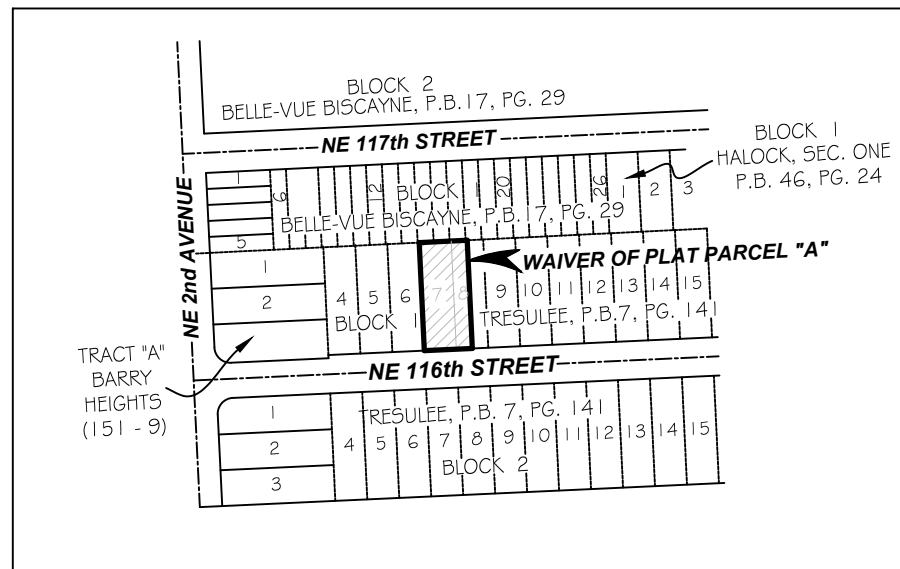 BLOCK 2
BELLE-VUE BISCAYNE, P.B.17, PG. 29
NE 117th STREET
BLOCK 1
HALOCK, SEC. ONE
P.B. 46, PG. 24
NE 2nd AVENUE
1
6
12
BLOCK 1
20
26
1
2
3
BELLE-VUE BISCAYNE, P.B.17, PG. 29
5
WAIVER OF PLAT PARCEL "A"
1
2
4
5
6
7
8
9
10
11
12
13
14
15
BLOCK 1
TRESULEE, P.B.7, PG. 141
TRACT "A"
BARRY
HEIGHTS
(151 - 9)
NE 116th STREET
1
TRESULEE, P.B. 7, PG. 141
2
4
5
6
7
8
9
10
11
12
13
14
15
BLOCK 2
3